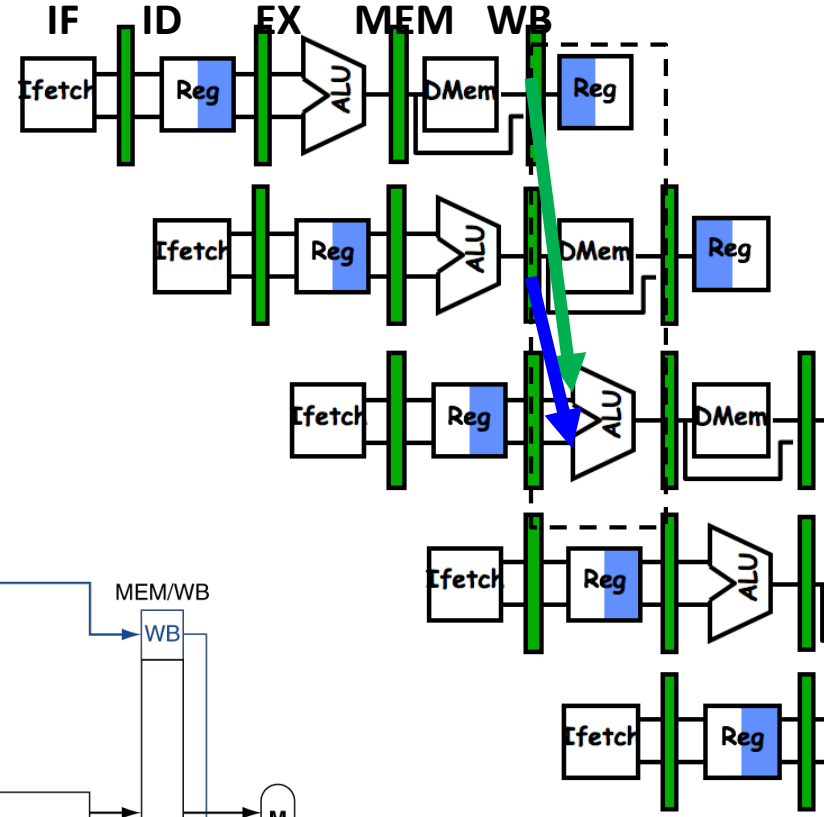 IF ID EX MEM WB
Ifetch Reg ALU DMem Reg
Ifetch Reg ALU DMem Reg
Ifetch Reg ALU DMem
Ifetch Reg ALU
MEM/WB
WB
Ifetch Reg
M